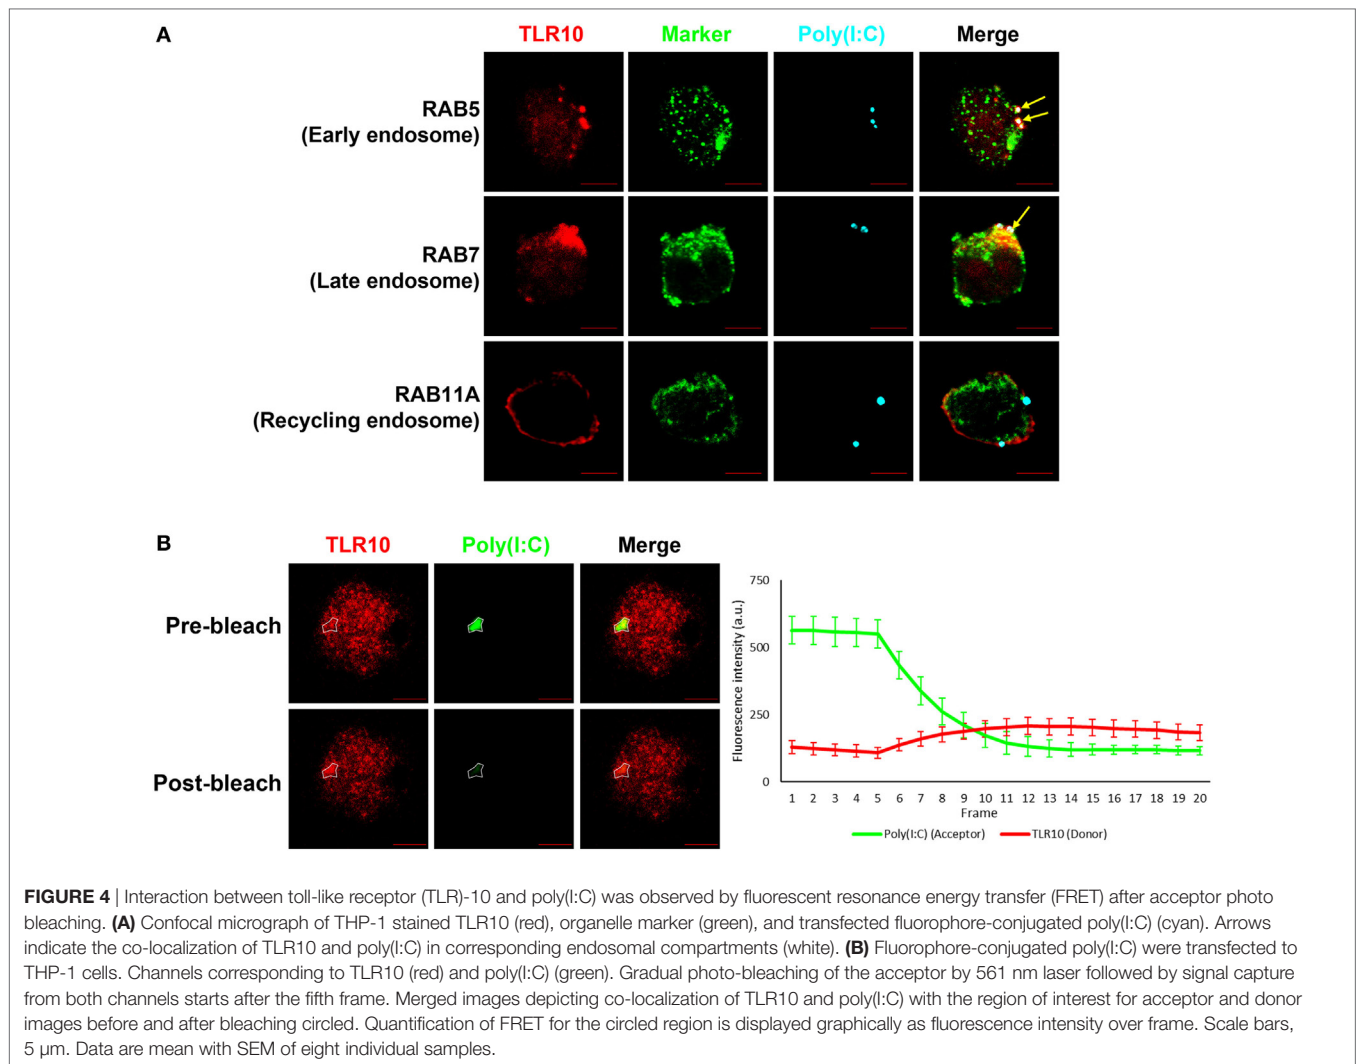 A
TLR10 Marker Poly(I:C) Merge
RAB5
(Early endosome)
RAB7
(Late endosome)
RAB11A
(Recycling endosome)
B
TLR10 Poly(I:C) Merge
Pre-bleach
Post-bleach
Fluorescence intensity (a.u.)
750
500
250
0
1 2 3 4 5 6 7 8 9 10 11 12 13 14 15 16 17 18 19 20
Frame
Poly(I:C) (Acceptor) TLR10 (Donor)
FIGURE 4 | Interaction between toll-like receptor (TLR)-10 and poly(I:C) was observed by fluorescent resonance energy transfer (FRET) after acceptor photo
bleaching. (A) Confocal micrograph of THP-1 stained TLR10 (red), organelle marker (green), and transfected fluorophore-conjugated poly(I:C) (cyan). Arrows
indicate the co-localization of TLR10 and poly(I:C) in corresponding endosomal compartments (white). (B) Fluorophore-conjugated poly(I:C) were transfected to
THP-1 cells. Channels corresponding to TLR10 (red) and poly(I:C) (green). Gradual photo-bleaching of the acceptor by 561 nm laser followed by signal capture
from both channels starts after the fifth frame. Merged images depicting co-localization of TLR10 and poly(I:C) with the region of interest for acceptor and donor
images before and after bleaching circled. Quantification of FRET for the circled region is displayed graphically as fluorescence intensity over frame. Scale bars,
5 µm. Data are mean with SEM of eight individual samples.